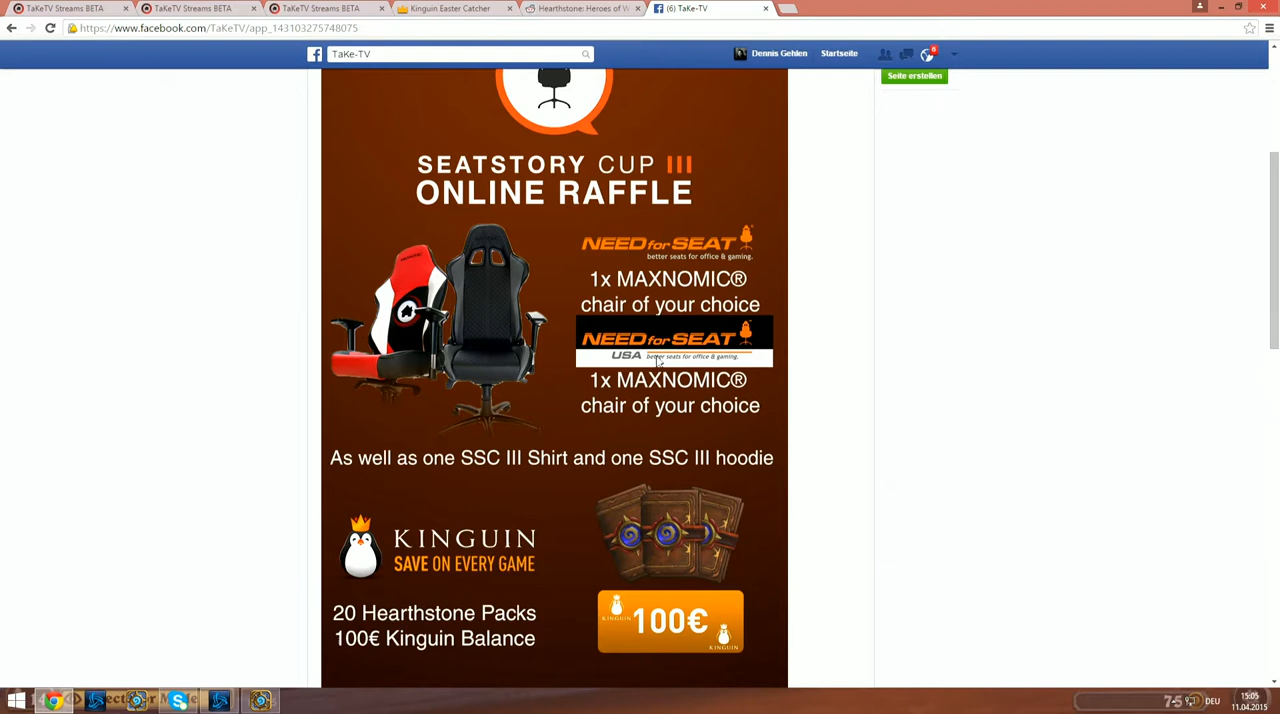 TaKeTV Streams BETA
TaKeTV Streams BETA
TaKeTV Streams BETA
Kinguin Easter Catcher
Hearthstone: Heroes of W
(6) TaKe-TV
https://www.facebook.com/TaKeTV/app_143103275748075
TaKe-TV
Dennis Gehlen
Startseite
6
Seite erstellen
SEATSTORY CUP III
ONLINE RAFFLE
NEED for SEAT
better seats for office & gaming.
1x MAXNOMIC®
chair of your choice
NEED for SEAT
USA better seats for office & gaming.
1x MAXNOMIC®
chair of your choice
As well as one SSC III Shirt and one SSC III hoodie
KINGUIN
SAVE ON EVERY GAME
20 Hearthstone Packs
100€ Kinguin Balance
KINGUIN
100€
KINGUIN
DEU
15:05
11.04.2015